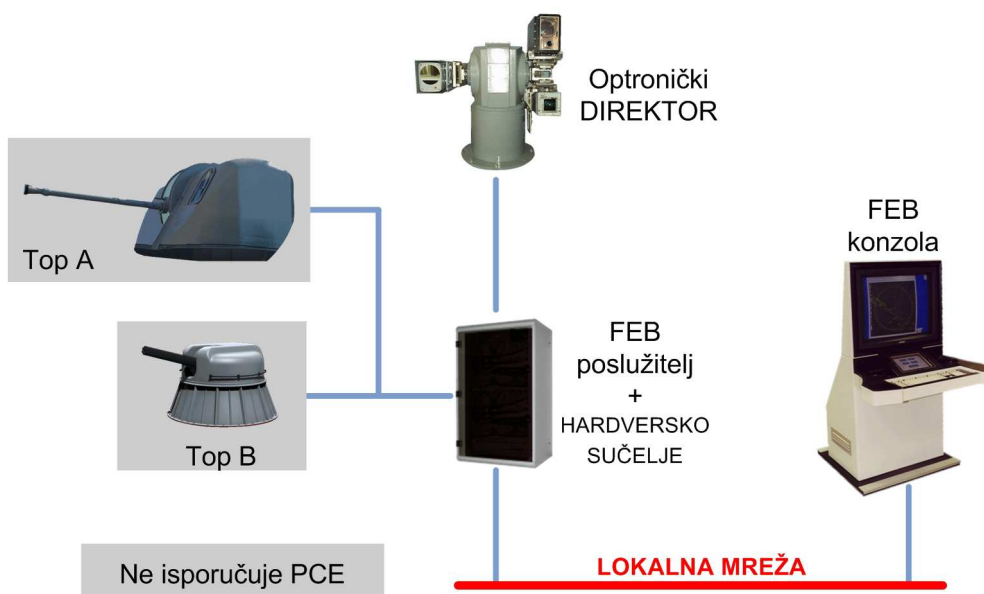 Optronički
DIREKTOR
Top A
FEB
konzola
FEB
poslužitelj
+
HARDVERSKO
SUČELJE
Top B
Ne isporučuje PCE
LOKALNA MREŽA